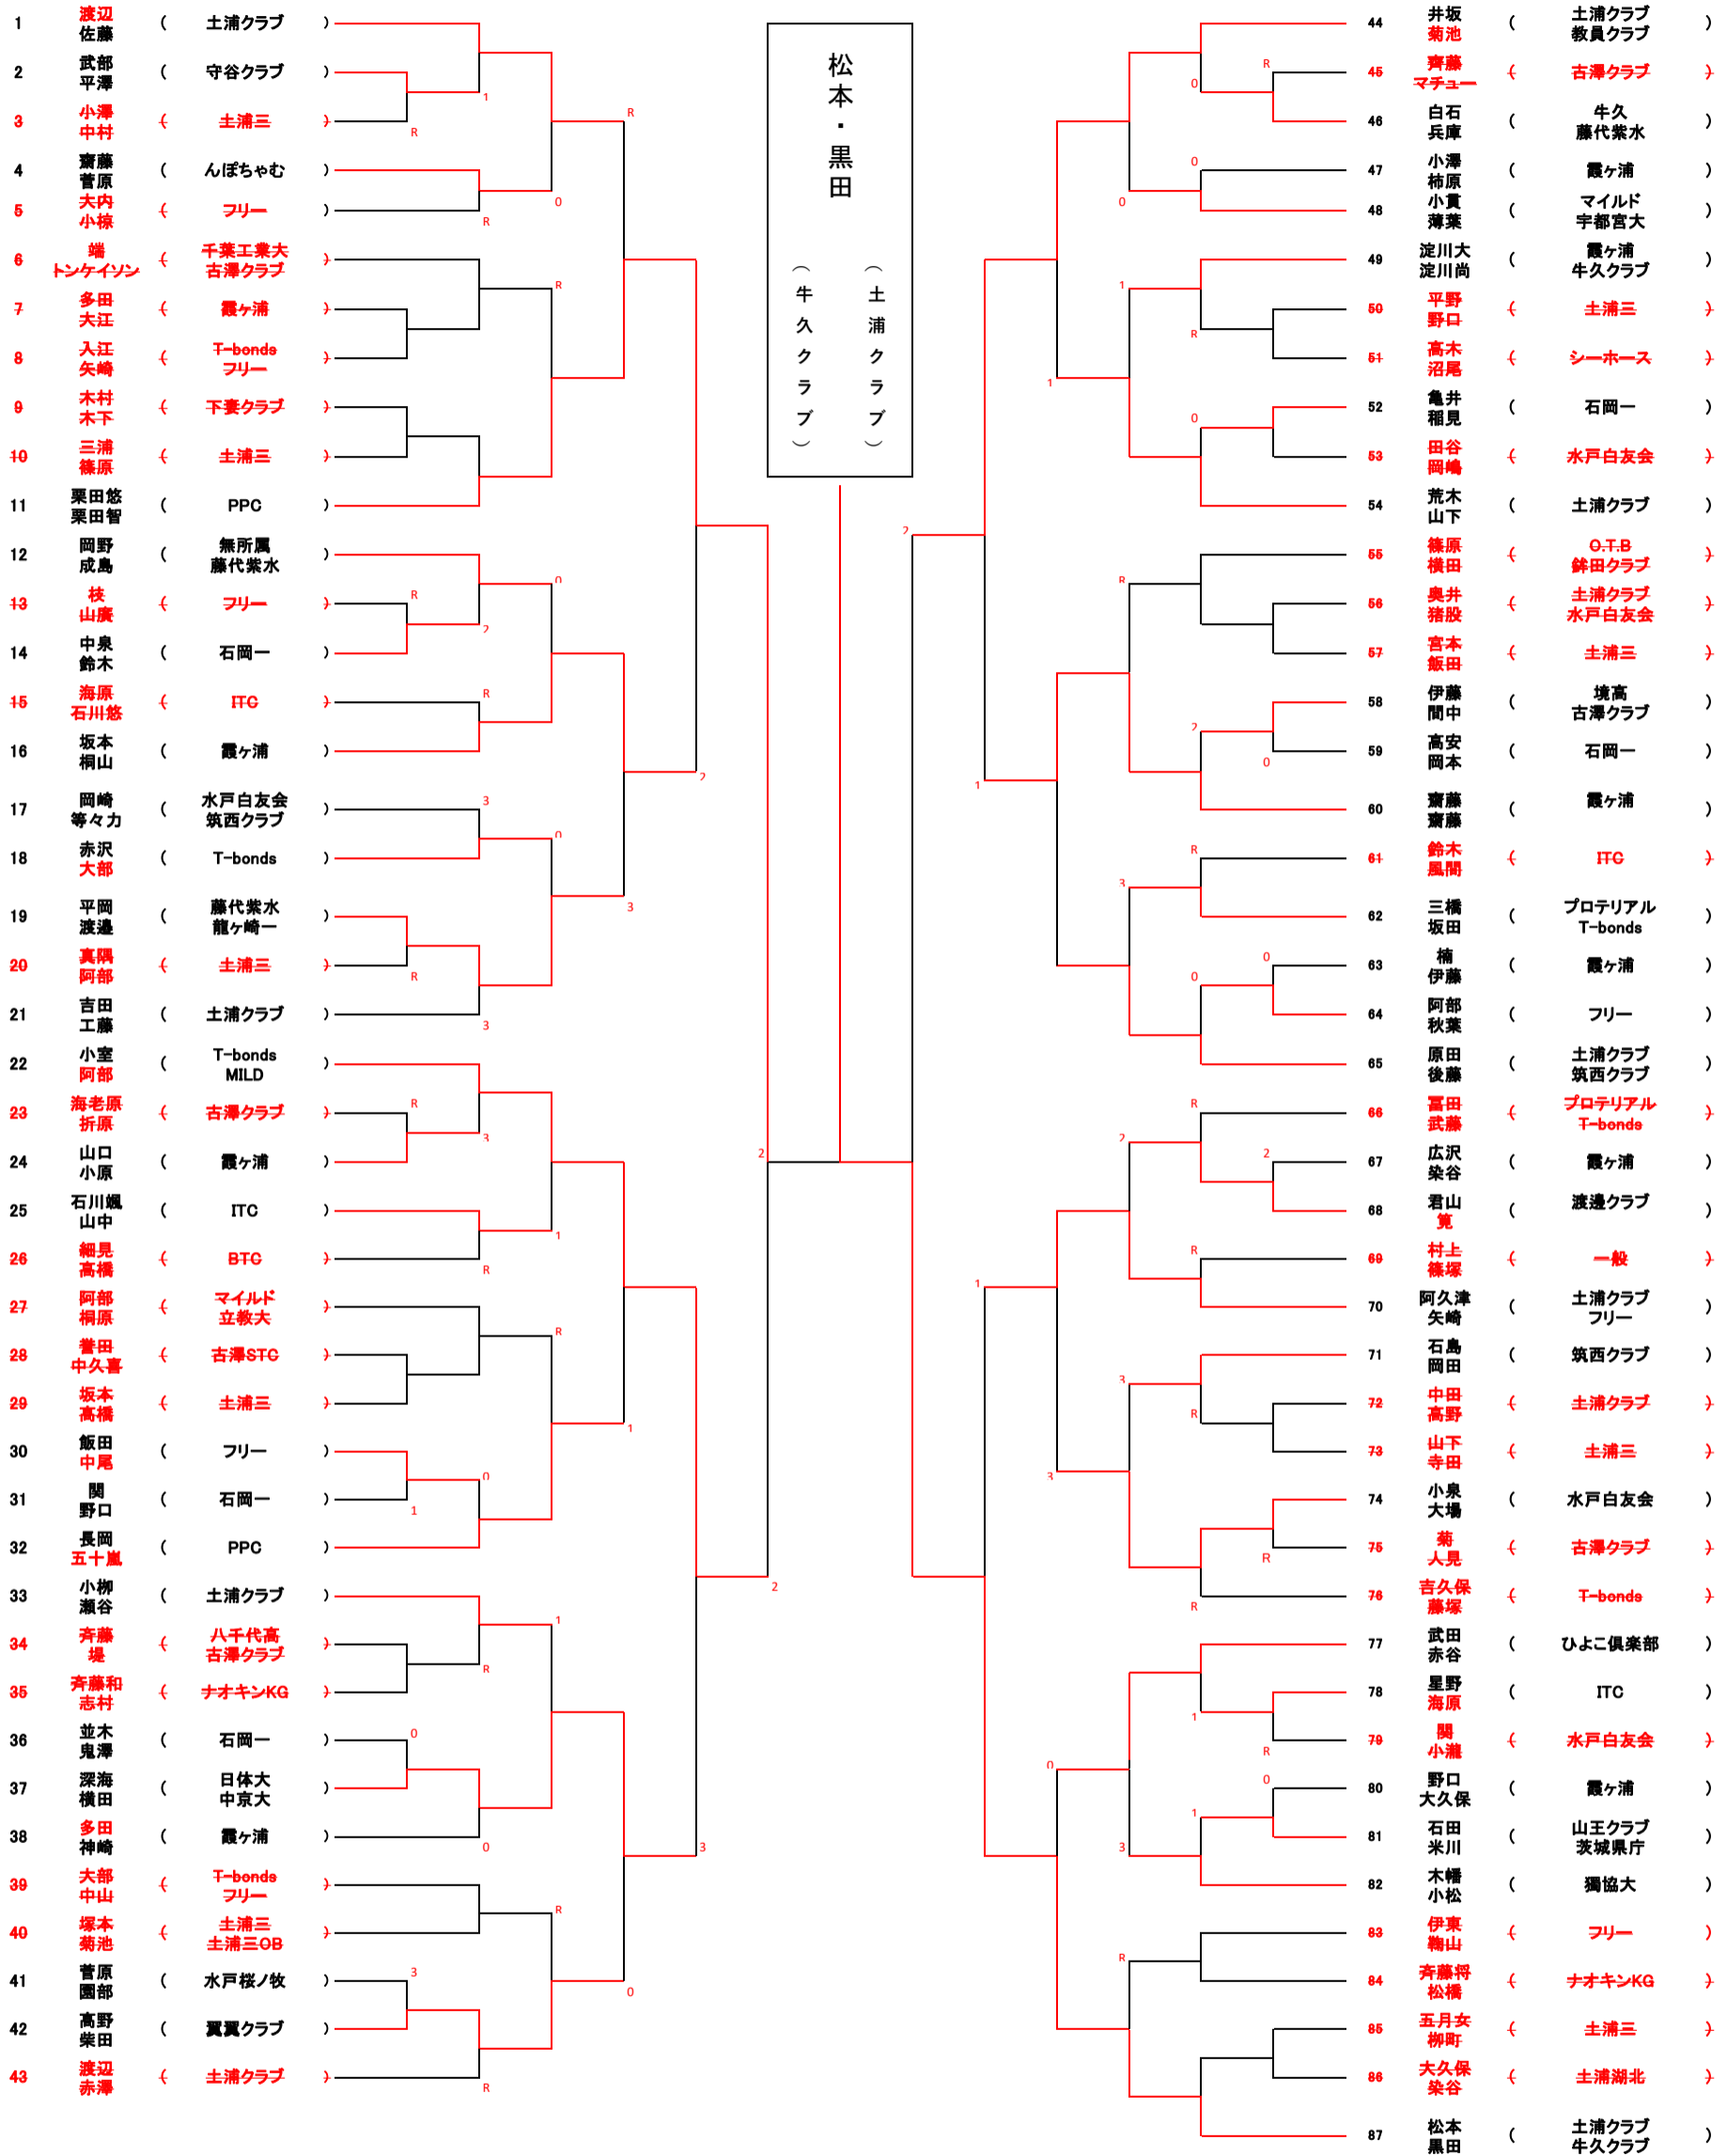 松本・黒田
（土浦クラブ）
（牛久クラブ）
1 渡辺 ( 土浦クラブ )
佐藤
2 武部 ( 守谷クラブ )
平澤
3 小澤 ( 土浦三 )
中村
4 齋藤 ( んぽちゃむ )
菅原
5 大内 ( フリー )
小椋
6 端 ( 千葉工業大 )
トンケイソン 古澤クラブ
7 多田 ( 霞ヶ浦 )
大江
8 入江 ( T-bonds )
矢崎 フリー
9 木村 ( 下妻クラブ )
木下
10 三浦 ( 土浦三 )
篠原
11 栗田悠 ( PPC )
栗田智
12 岡野 ( 無所属 )
成島 藤代紫水
13 枝 ( フリー )
山廣
14 中泉 ( 石岡一 )
鈴木
15 海原 ( ITC )
石川悠
16 坂本 ( 霞ヶ浦 )
桐山
17 岡崎 ( 水戸白友会 )
等々力 筑西クラブ
18 赤沢 ( T-bonds )
大部
19 平岡 ( 藤代紫水 )
渡邉 龍ヶ崎一
20 真隅 ( 土浦三 )
阿部
21 吉田 ( 土浦クラブ )
工藤
22 小室 ( T-bonds )
阿部 MILD
23 海老原 ( 古澤クラブ )
折原
24 山口 ( 霞ヶ浦 )
小原
25 石川颯 ( ITC )
山中
26 細見 ( BTC )
高橋
27 阿部 ( マイルド )
桐原 立教大
28 誉田 ( 古澤STC )
中久喜
29 坂本 ( 土浦三 )
高橋
30 飯田 ( フリー )
中尾
31 関 ( 石岡一 )
野口
32 長岡 ( PPC )
五十嵐
33 小柳 ( 土浦クラブ )
瀬谷
34 斉藤 ( 八千代高 )
堤 古澤クラブ
35 斉藤和 ( ナオキンKG )
志村
36 並木 ( 石岡一 )
鬼澤
37 深海 ( 日体大 )
横田 中京大
38 多田 ( 霞ヶ浦 )
神崎
39 大部 ( T-bonds )
中山 フリー
40 塚本 ( 土浦三 )
菊池 土浦三OB
41 菅原 ( 水戸桜ノ牧 )
園部
42 高野 ( 翼翼クラブ )
柴田
43 渡辺 ( 土浦クラブ )
赤澤
44 井坂 ( 土浦クラブ )
菊池 教員クラブ
45 齊藤 ( 古澤クラブ )
マチュー
46 白石 ( 牛久 )
兵庫 藤代紫水
47 小澤 ( 霞ヶ浦 )
柿原
48 小貫 ( マイルド )
薄葉 宇都宮大
49 淀川大 ( 霞ヶ浦 )
淀川尚 牛久クラブ
50 平野 ( 土浦三 )
野口
51 高木 ( シーホース )
沼尾
52 亀井 ( 石岡一 )
稲見
53 田谷 ( 水戸白友会 )
岡嶋
54 荒木 ( 土浦クラブ )
山下
55 篠原 ( O.T.B )
横田 鉾田クラブ
56 奥井 ( 土浦クラブ )
猪股 水戸白友会
57 宮本 ( 土浦三 )
飯田
58 伊藤 ( 境高 )
間中 古澤クラブ
59 高安 ( 石岡一 )
岡本
60 齋藤 ( 霞ヶ浦 )
齋藤
61 鈴木 ( ITC )
風間
62 三橋 ( プロテリアル )
坂田 T-bonds
63 楠 ( 霞ヶ浦 )
伊藤
64 阿部 ( フリー )
秋葉
65 原田 ( 土浦クラブ )
後藤 筑西クラブ
66 冨田 ( プロテリアル )
武藤 T-bonds
67 広沢 ( 霞ヶ浦 )
染谷
68 君山 ( 渡邊クラブ )
筧
69 村上 ( 一般 )
篠塚
70 阿久津 ( 土浦クラブ )
矢崎 フリー
71 石島 ( 筑西クラブ )
岡田
72 中田 ( 土浦クラブ )
高野
73 山下 ( 土浦三 )
寺田
74 小泉 ( 水戸白友会 )
大場
75 菊 ( 古澤クラブ )
人見
76 吉久保 ( T-bonds )
藤塚
77 武田 ( ひよこ倶楽部 )
赤谷
78 星野 ( ITC )
海原
79 関 ( 水戸白友会 )
小瀧
80 野口 ( 霞ヶ浦 )
大久保
81 石田 ( 山王クラブ )
米川 茨城県庁
82 木幡 ( 獨協大 )
小松
83 伊東 ( フリー )
鞠山
84 斉藤将 ( ナオキンKG )
松橋
85 五月女 ( 土浦三 )
柳町
86 大久保 ( 土浦湖北 )
染谷
87 松本 ( 土浦クラブ )
黒田 牛久クラブ